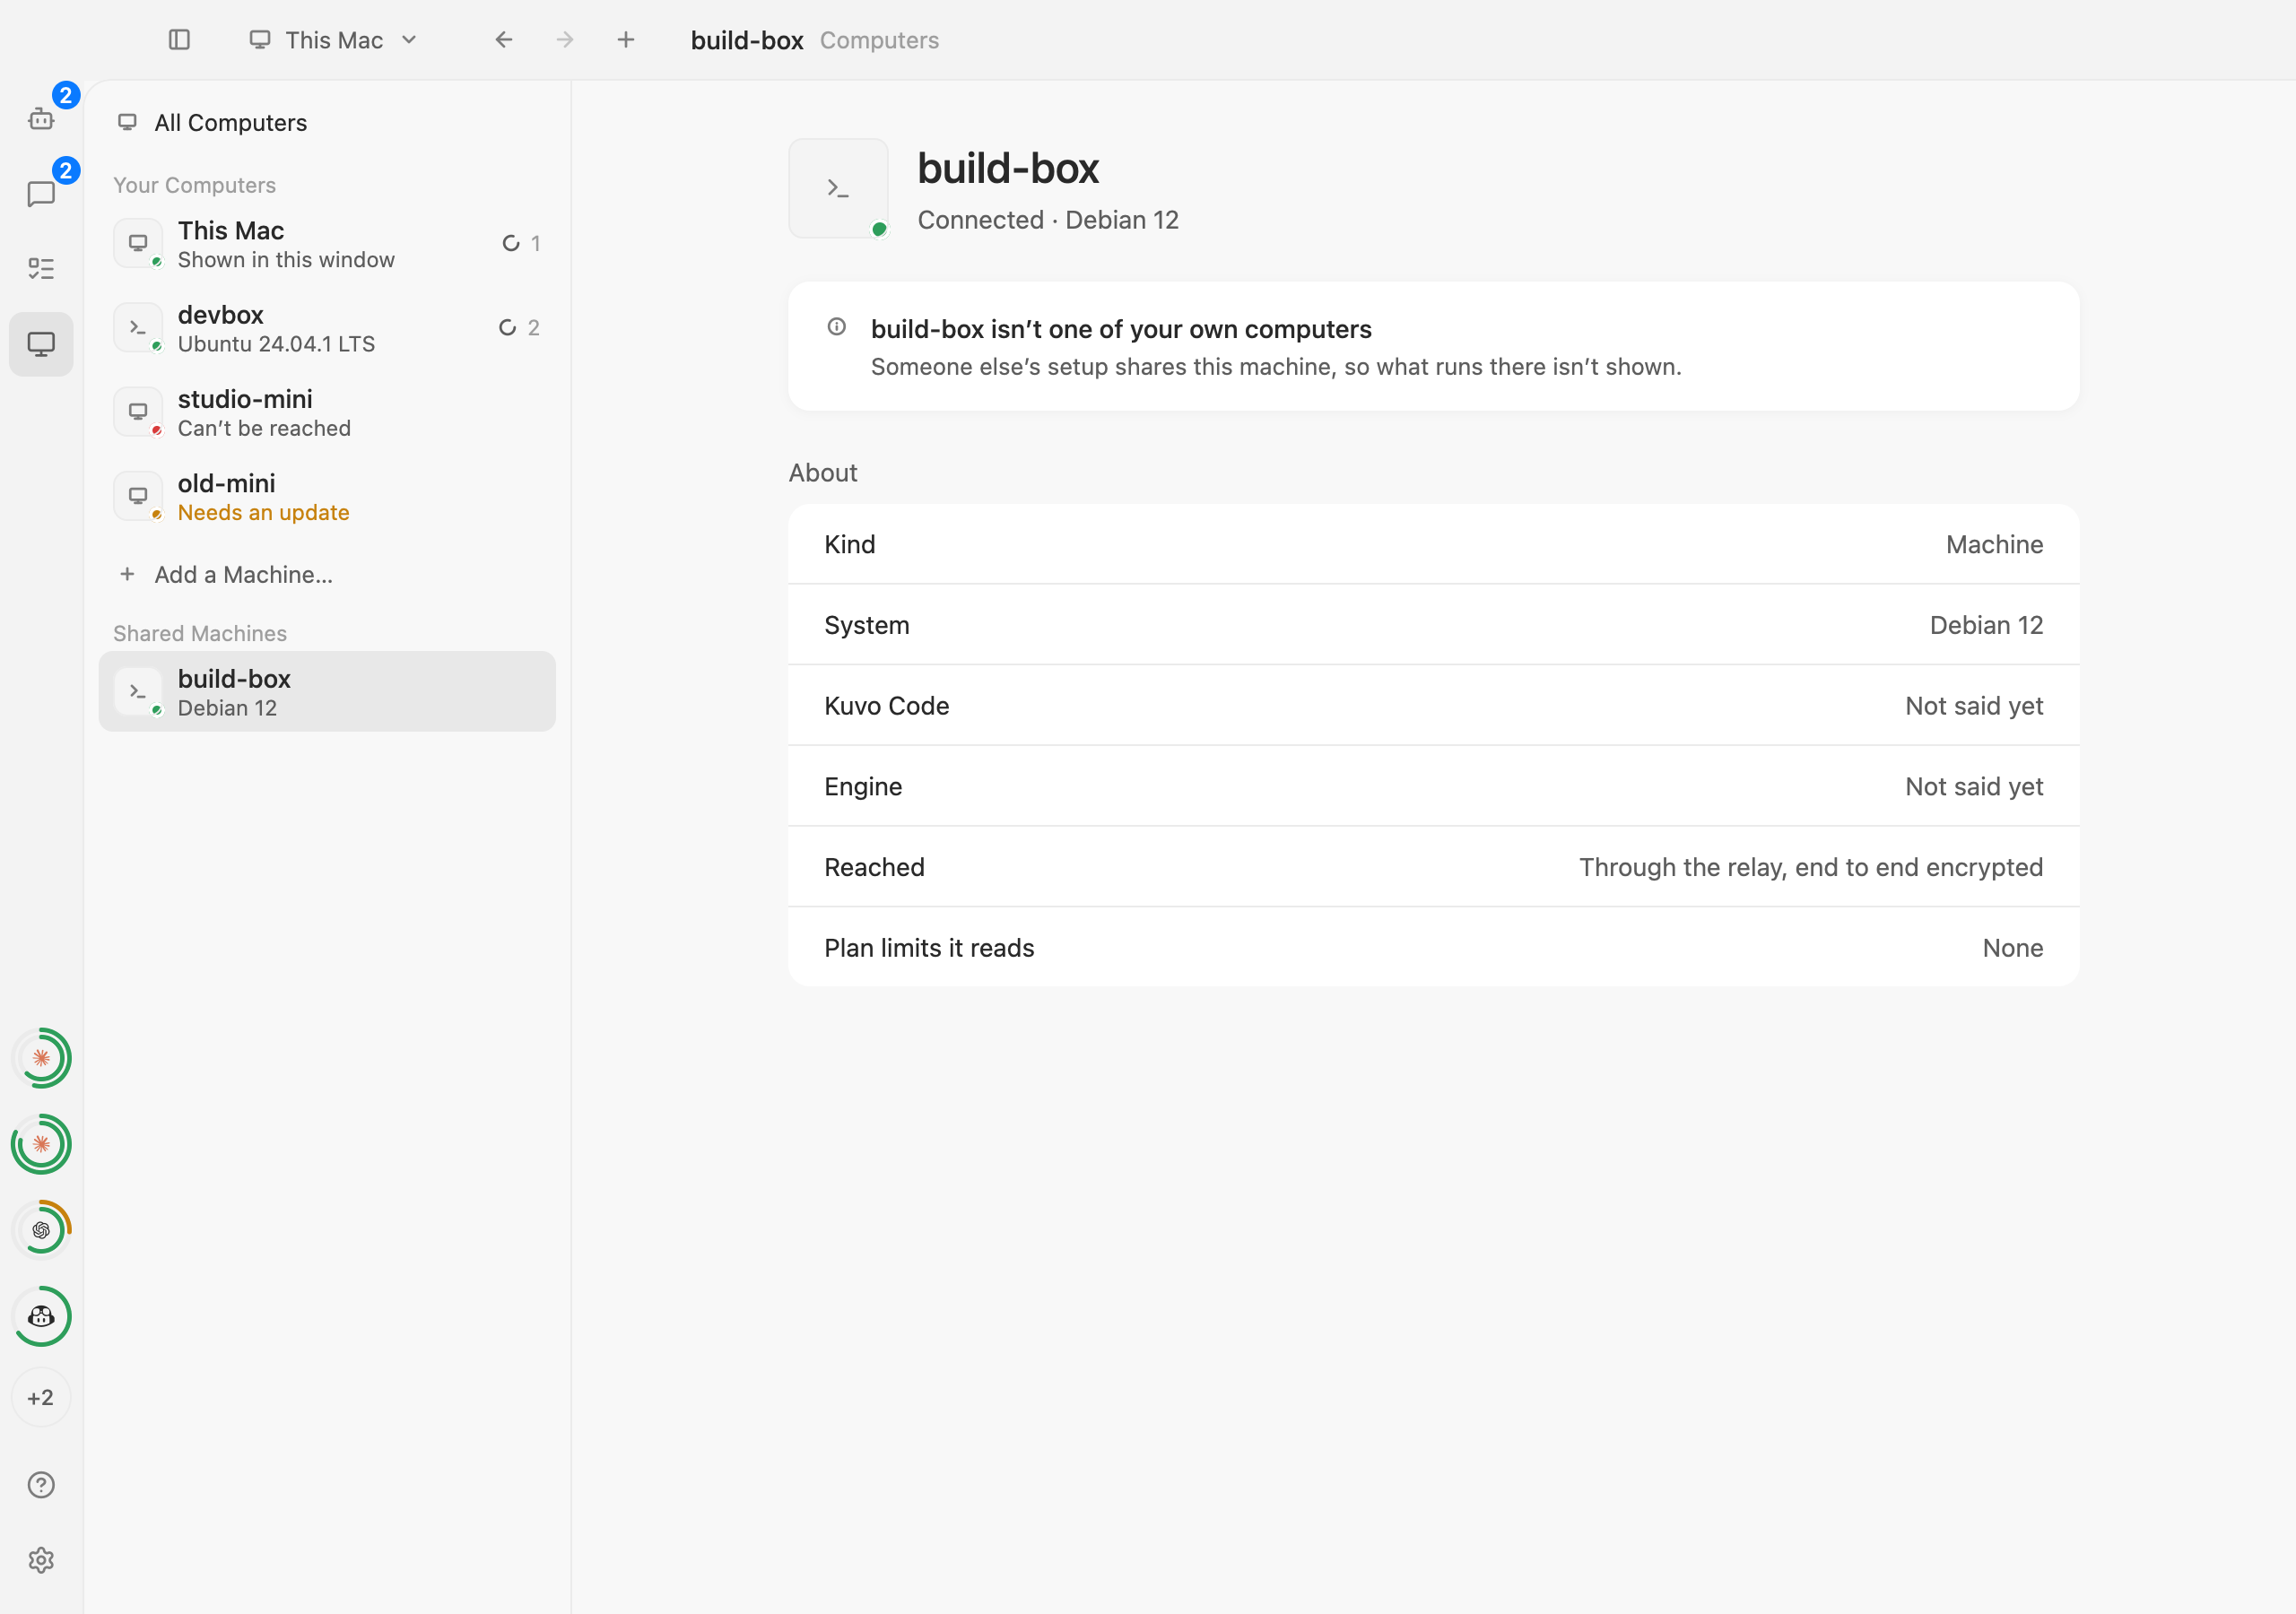 This Mac
build-box Computers
2
2
All Computers
Your Computers
This Mac
Shown in this window
1
devbox
Ubuntu 24.04.1 LTS
2
studio-mini
Can’t be reached
old-mini
Needs an update
Add a Machine...
Shared Machines
build-box
Debian 12
+2
build-box
Connected · Debian 12
build-box isn’t one of your own computers
Someone else’s setup shares this machine, so what runs there isn’t shown.
About
Kind Machine
System Debian 12
Kuvo Code Not said yet
Engine Not said yet
Reached Through the relay, end to end encrypted
Plan limits it reads None